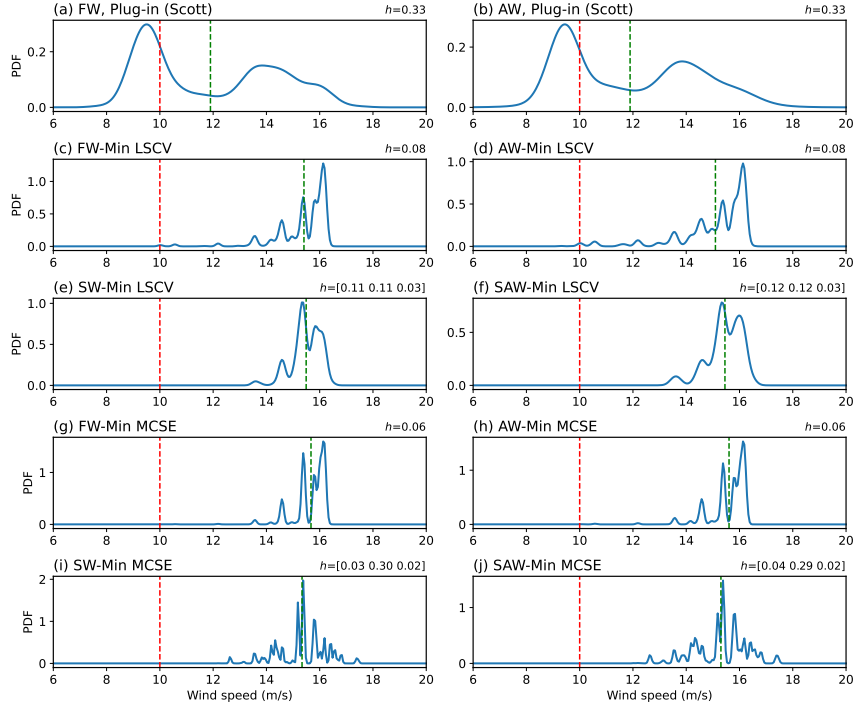 (a) FW, Plug-in (Scott) h=0.33
PDF
0.2
0.0
6 8 10 12 14 16 18 20
(b) AW, Plug-in (Scott) h=0.33
0.2
0.0
6 8 10 12 14 16 18 20
(c) FW-Min LSCV h=0.08
PDF
1.0
0.5
0.0
6 8 10 12 14 16 18 20
(d) AW-Min LSCV h=0.08
1.0
0.5
0.0
6 8 10 12 14 16 18 20
(e) SW-Min LSCV h=[0.11 0.11 0.03]
PDF
1.0
0.5
0.0
6 8 10 12 14 16 18 20
(f) SAW-Min LSCV h=[0.12 0.12 0.03]
0.5
0.0
6 8 10 12 14 16 18 20
(g) FW-Min MCSE h=0.06
PDF
1
0
6 8 10 12 14 16 18 20
(h) AW-Min MCSE h=0.06
1
0
6 8 10 12 14 16 18 20
(i) SW-Min MCSE h=[0.03 0.30 0.02]
PDF
2
1
0
6 8 10 12 14 16 18 20
Wind speed (m/s)
(j) SAW-Min MCSE h=[0.04 0.29 0.02]
1
0
6 8 10 12 14 16 18 20
Wind speed (m/s)